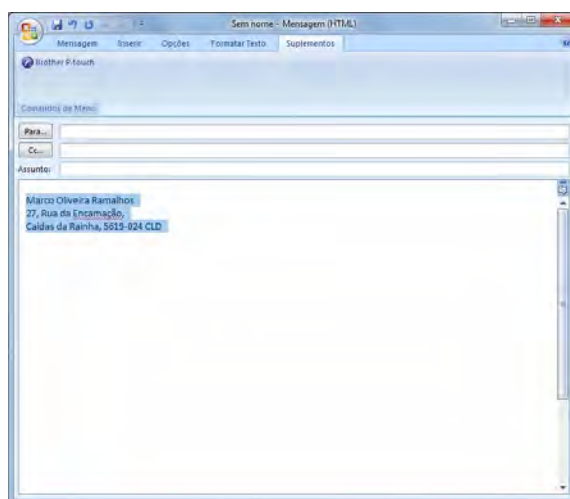 Sem nome - Mensagem (HTML)
Mensagem Inserir Opções Formatar Texto Suplementos
Brother P-touch
Comandos de Menu
Para...
Cc...
Assunto:
Marco Oliveira Ramalhos
27, Rua da Encarnação,
Caldas da Rainha, 5619-024 CLD